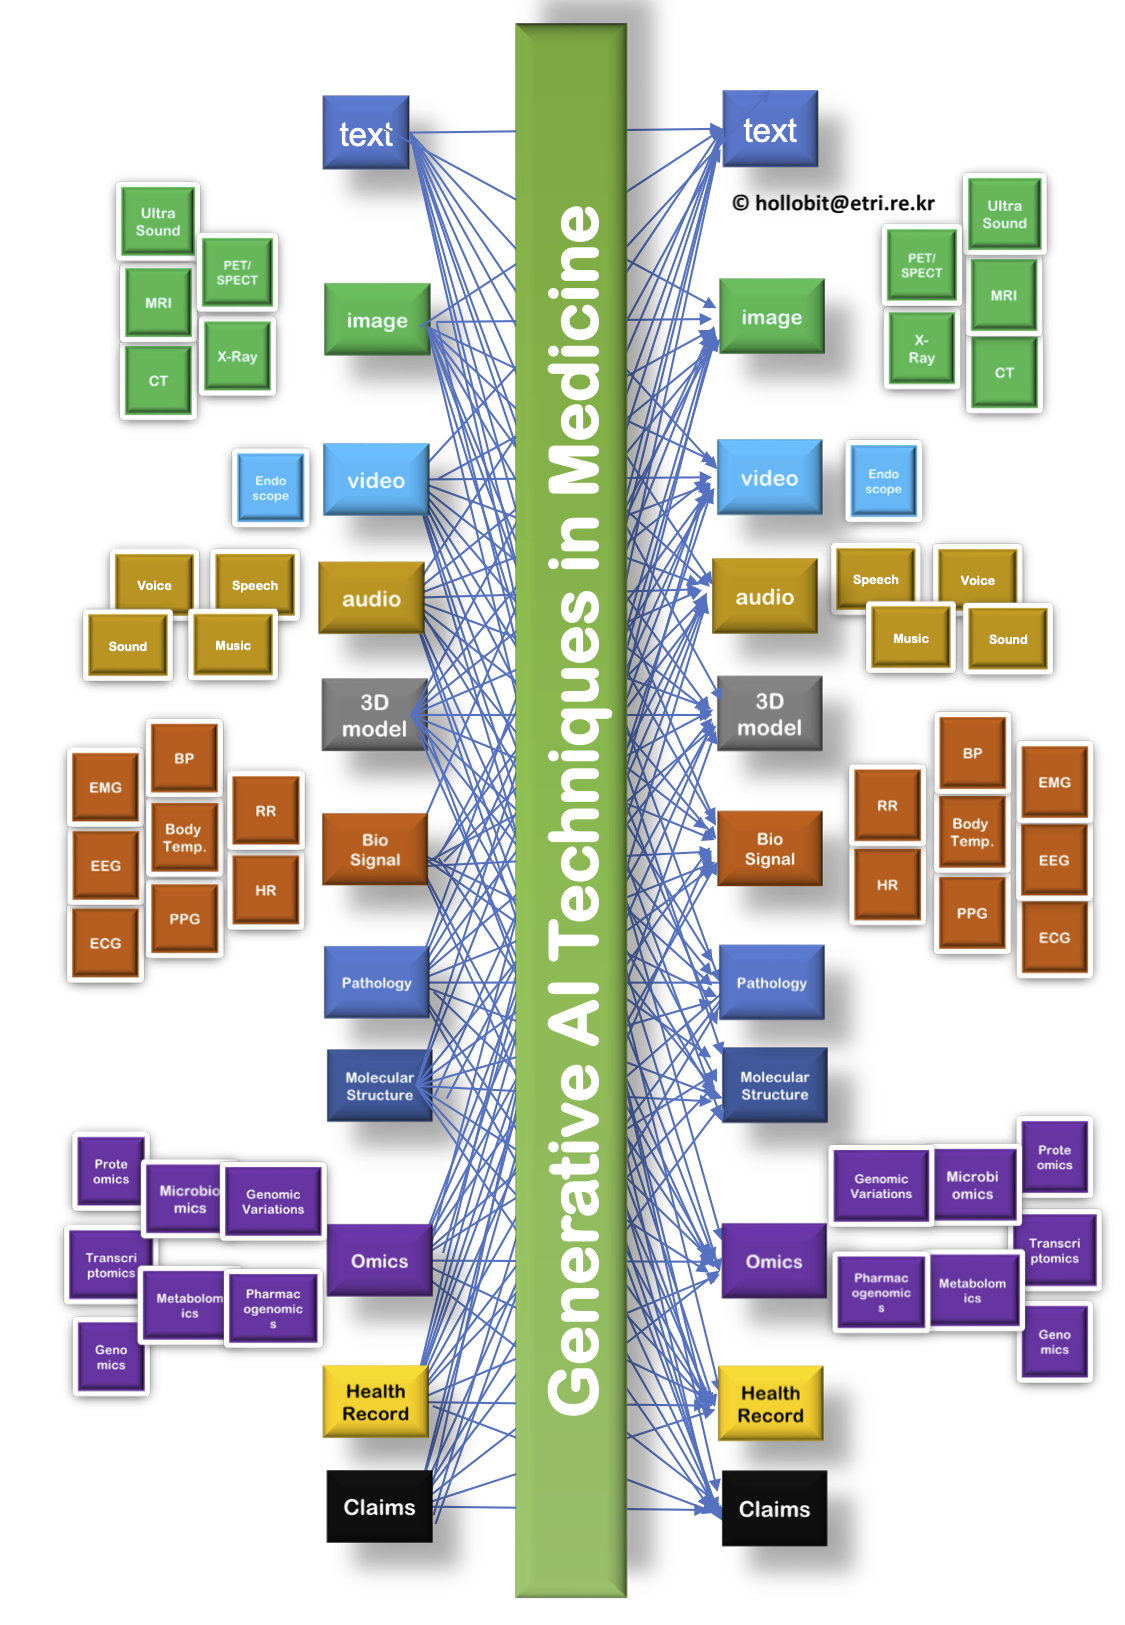 text
Ultra
Sound
PET/
SPECT
MRI
X-Ray
CT
image
Endo
scope
video
Voice
Speech
Sound
Music
audio
3D
model
BP
EMG
RR
Body
Temp.
EEG
HR
PPG
ECG
Bio
Signal
Pathology
Molecular
Structure
Prote
omics
Microbio
mics
Genomic
Variations
Transcri
ptomics
Metabolom
ics
Pharmac
ogenomic
s
Geno
mics
Omics
Health
Record
Claims
Generative AI Techniques in Medicine
text
© hollobit@etri.re.kr
Ultra
Sound
PET/
SPECT
MRI
X-
Ray
CT
image
video
Endo
scope
audio
Speech
Voice
Music
Sound
3D
model
BP
EMG
RR
Body
Temp.
EEG
HR
PPG
ECG
Bio
Signal
Pathology
Molecular
Structure
Prote
omics
Genomic
Variations
Microbi
omics
Transcri
ptomics
Omics
Pharmac
ogenomic
s
Metabolom
ics
Geno
mics
Health
Record
Claims